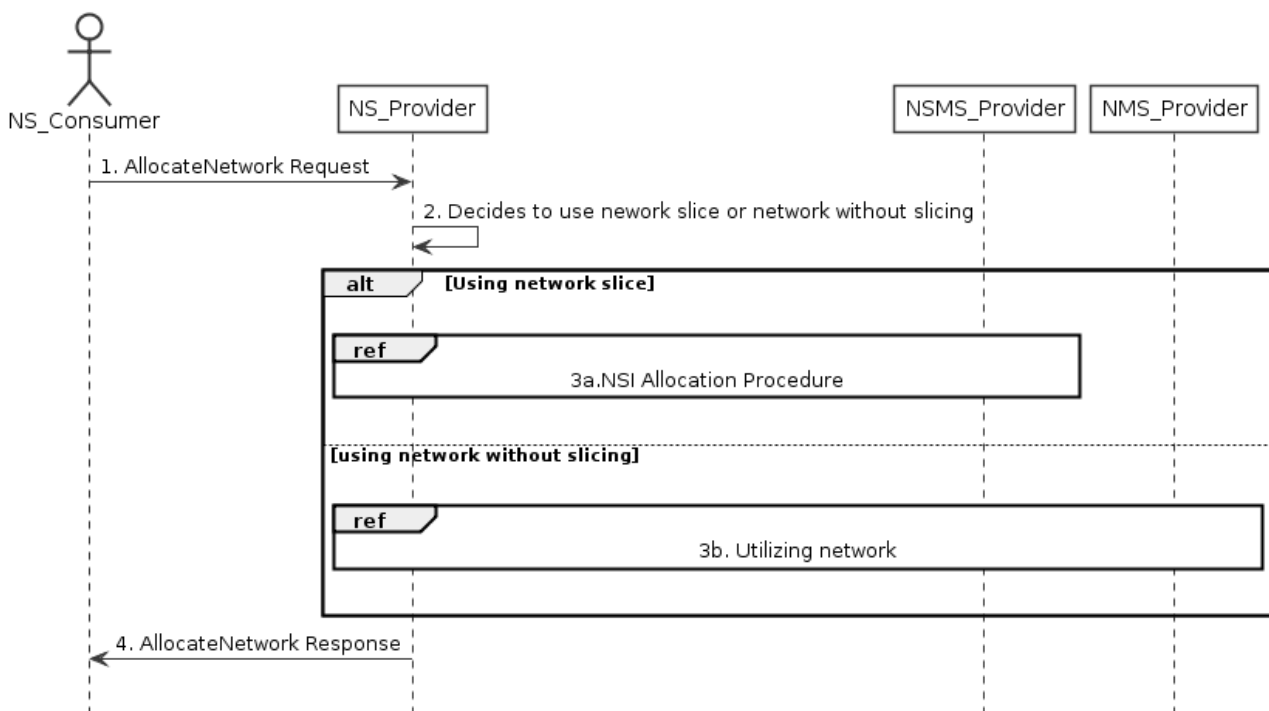 NS_Consumer
NS_Provider
NSMS_Provider
NMS_Provider
1. AllocateNetwork Request
2. Decides to use nework slice or network without slicing
alt
[Using network slice]
ref
3a.NSI Allocation Procedure
[using network without slicing]
ref
3b. Utilizing network
4. AllocateNetwork Response